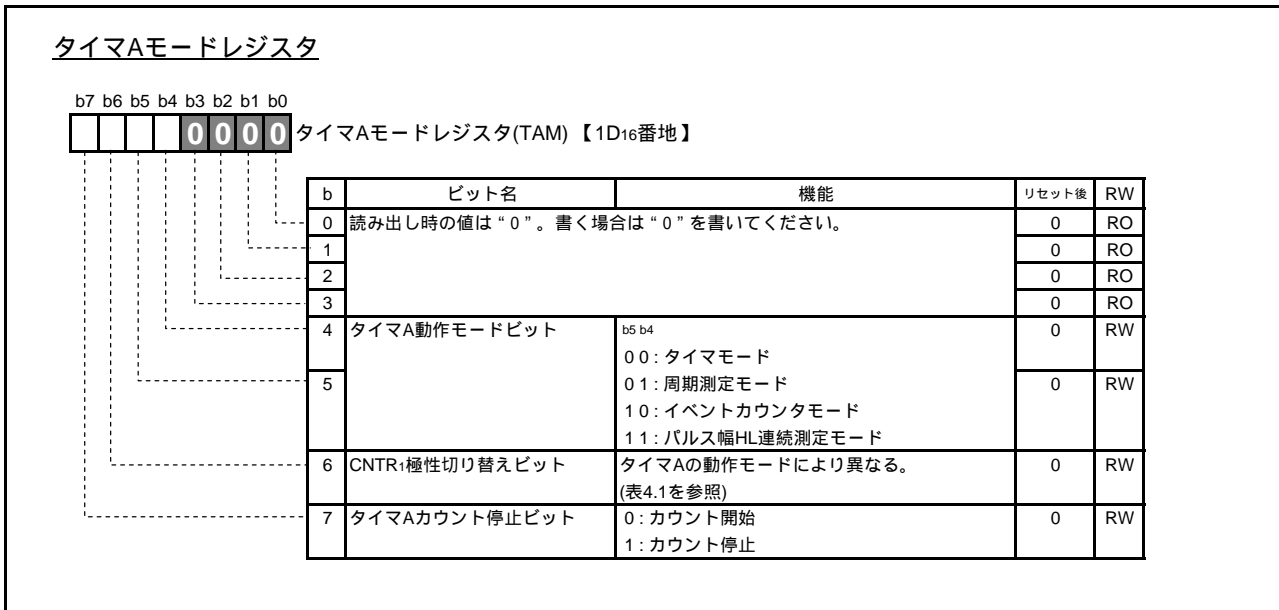 タイマAモードレジスタ
b7 b6 b5 b4 b3 b2 b1 b0
0 0 0 0 タイマAモードレジスタ(TAM) 【1D16番地】
b ビット名 機能 リセット後 RW
0 読み出し時の値は“0”。書く場合は“0”を書いてください。 0 RO
1 0 RO
2 0 RO
3 0 RO
4 タイマA動作モードビット b5 b4 0 RW
0 0 : タイマモード
5 0 1 : 周期測定モード 0 RW
1 0 : イベントカウンタモード
1 1 : パルス幅HL連続測定モード
6 CNTR1極性切り替えビット タイマAの動作モードにより異なる。 0 RW
(表4.1を参照)
7 タイマAカウント停止ビット 0 : カウント開始 0 RW
1 : カウント停止